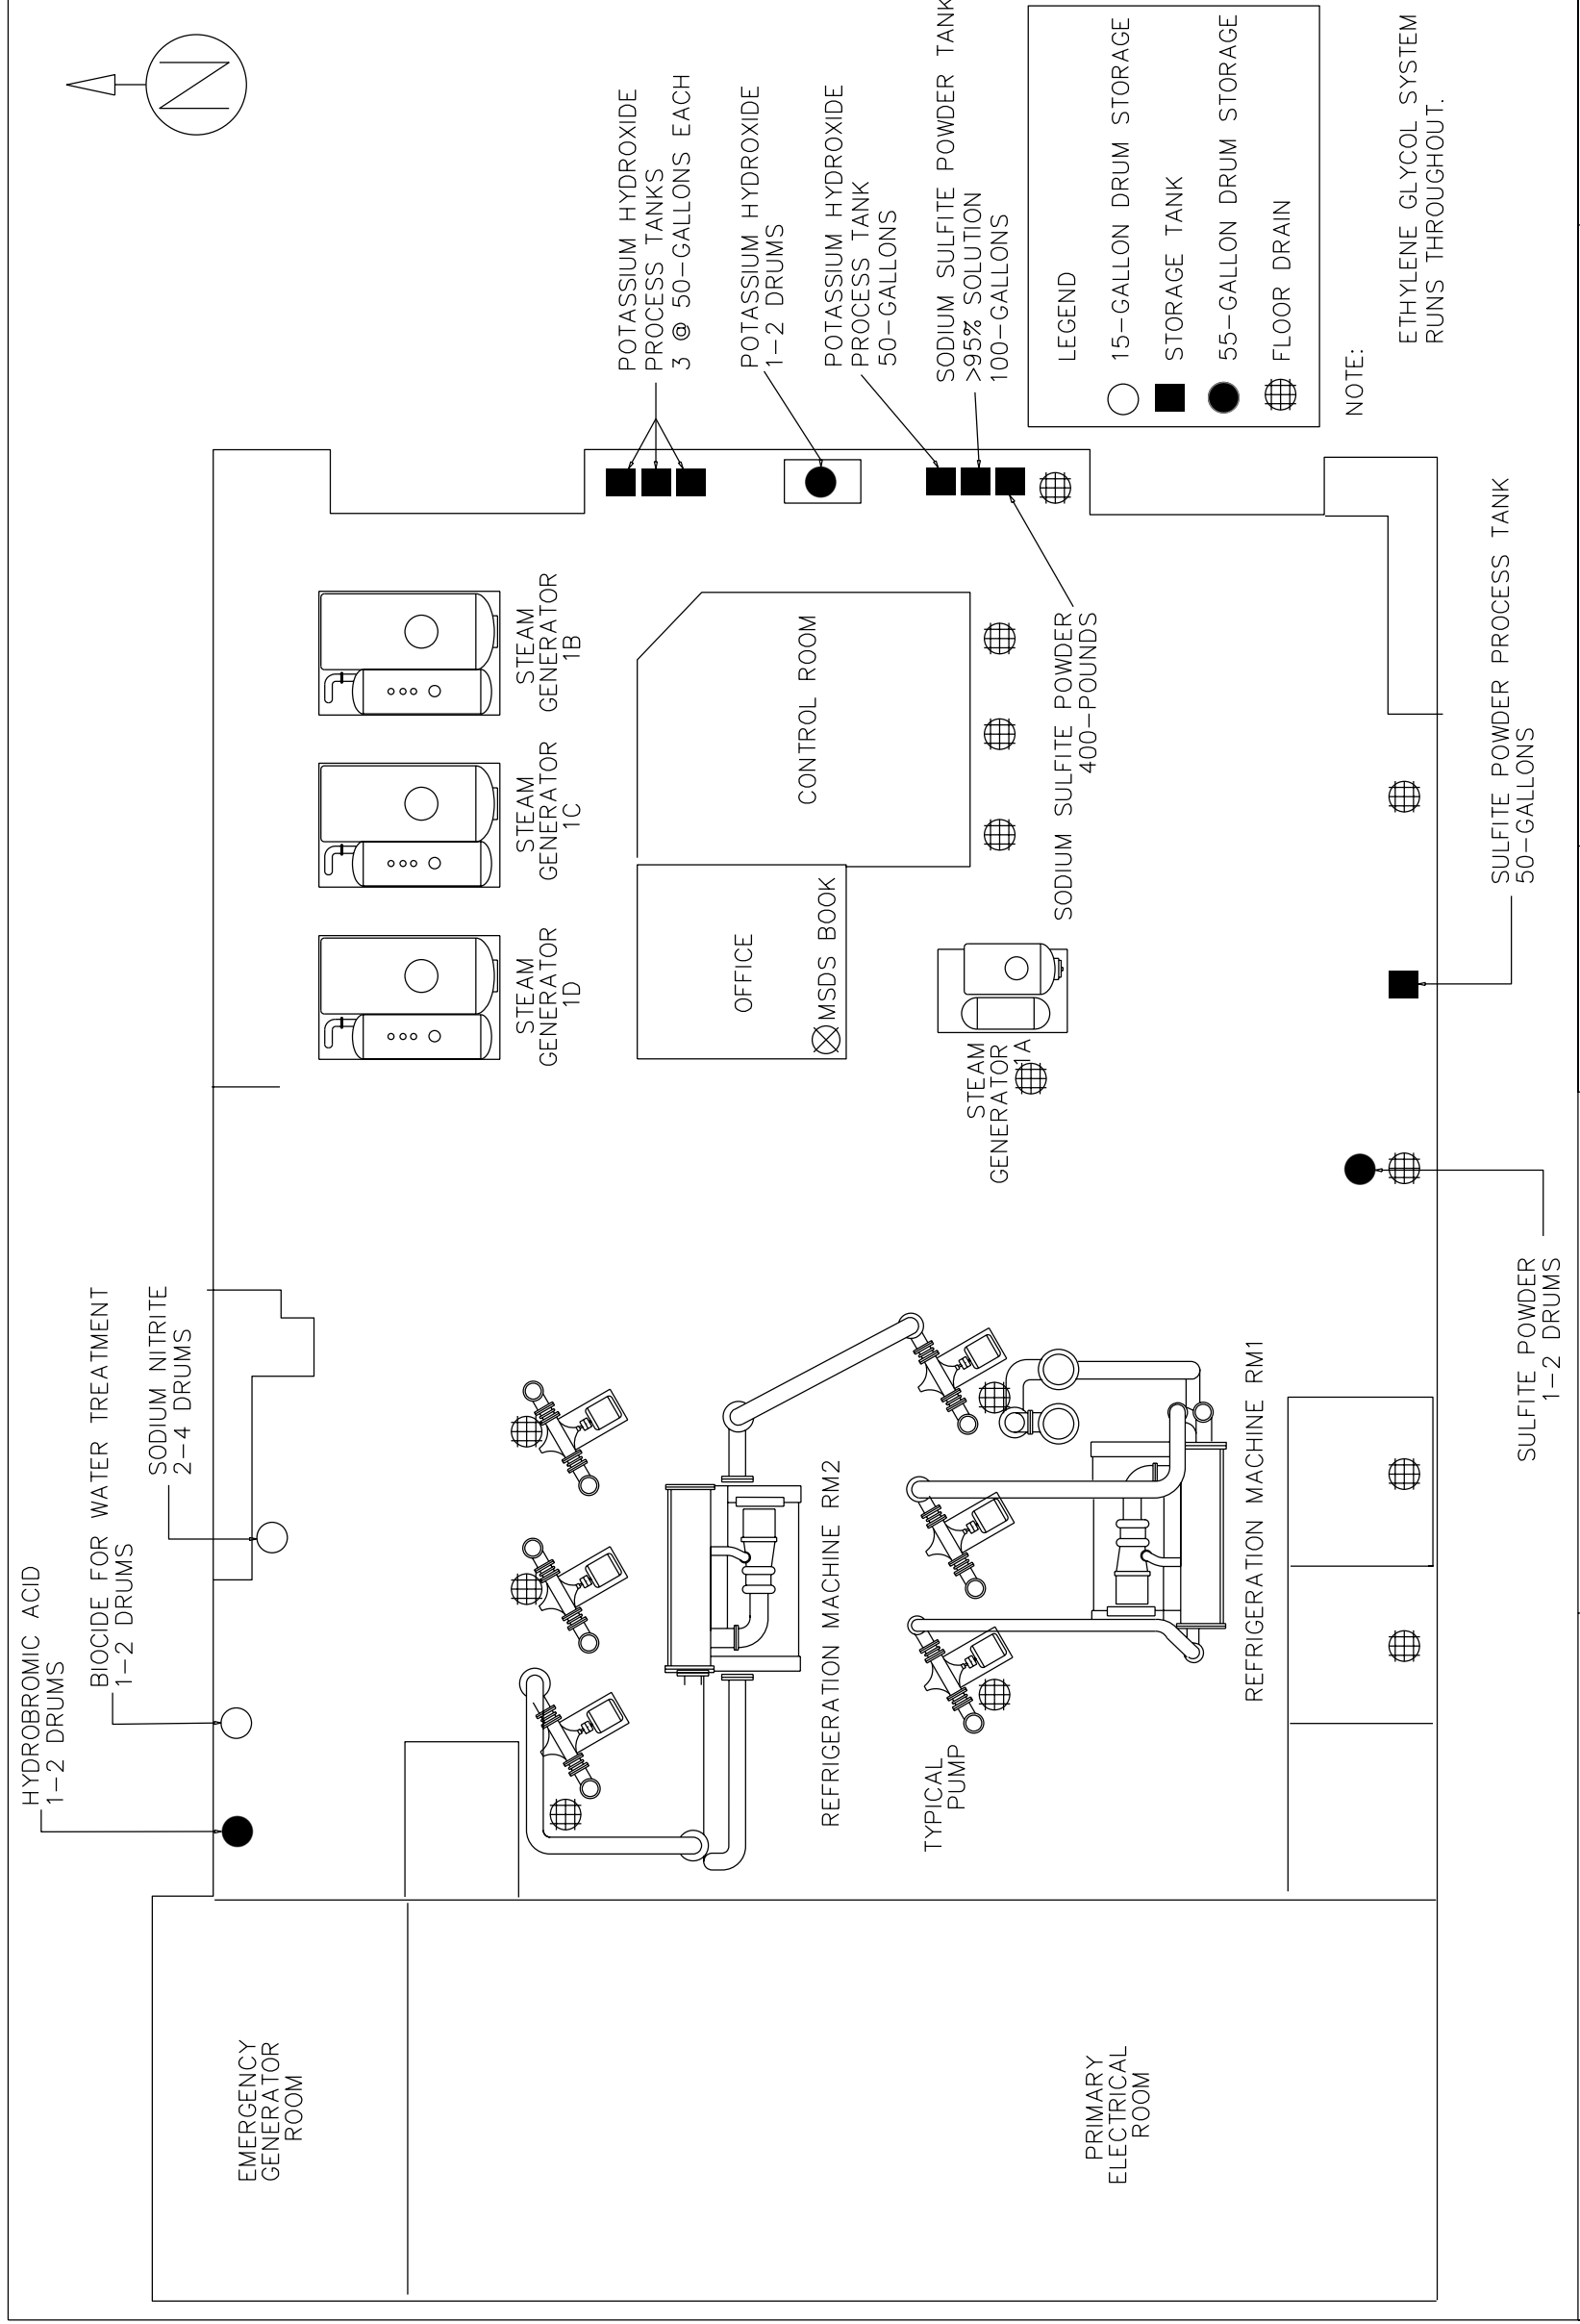 N
HYDROBROMIC ACID
1-2 DRUMS
BIOCIDE FOR WATER TREATMENT
1-2 DRUMS
SODIUM NITRITE
2-4 DRUMS
EMERGENCY
GENERATOR
ROOM
PRIMARY
ELECTRICAL
ROOM
STEAM
GENERATOR
1D
STEAM
GENERATOR
1C
STEAM
GENERATOR
1B
OFFICE
MSDS BOOK
CONTROL ROOM
STEAM
GENERATOR
1A
REFRIGERATION MACHINE RM2
TYPICAL
PUMP
REFRIGERATION MACHINE RM1
SODIUM SULFITE POWDER
400-POUNDS
POTASSIUM HYDROXIDE
PROCESS TANKS
3 @ 50-GALLONS EACH
POTASSIUM HYDROXIDE
1-2 DRUMS
POTASSIUM HYDROXIDE
PROCESS TANK
50-GALLONS
SODIUM SULFITE POWDER TANK
>95% SOLUTION
100-GALLONS
LEGEND
15-GALLON DRUM STORAGE
STORAGE TANK
55-GALLON DRUM STORAGE
FLOOR DRAIN
NOTE:
ETHYLENE GLYCOL SYSTEM
RUNS THROUGHOUT.
SULFITE POWDER
1-2 DRUMS
SULFITE POWDER PROCESS TANK
50-GALLONS